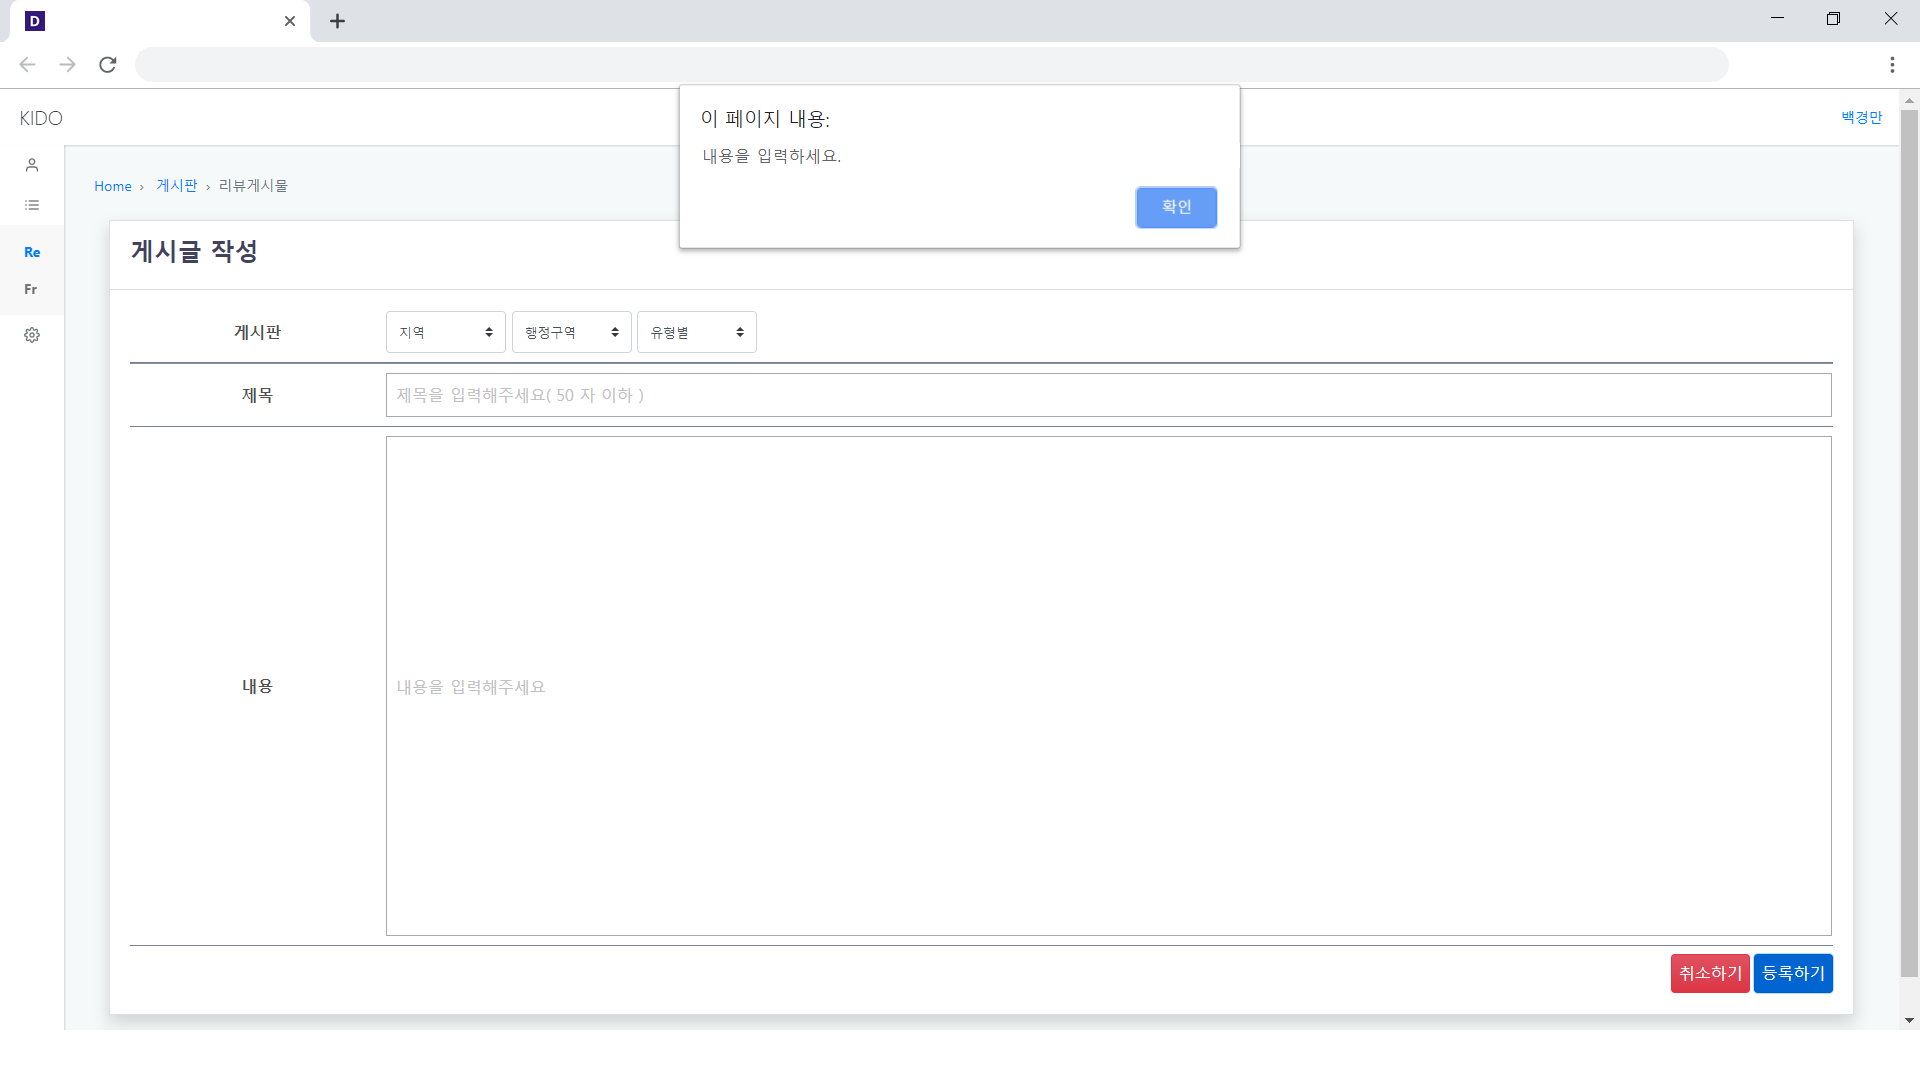 D
KIDO
백경만
이 페이지 내용:
내용을 입력하세요.
확인
Home › 게시판 › 리뷰게시물
Re
Fr
게시글 작성
게시판 지역 행정구역 유형별
제목 제목을 입력해주세요( 50 자 이하 )
내용 내용을 입력해주세요
취소하기 등록하기